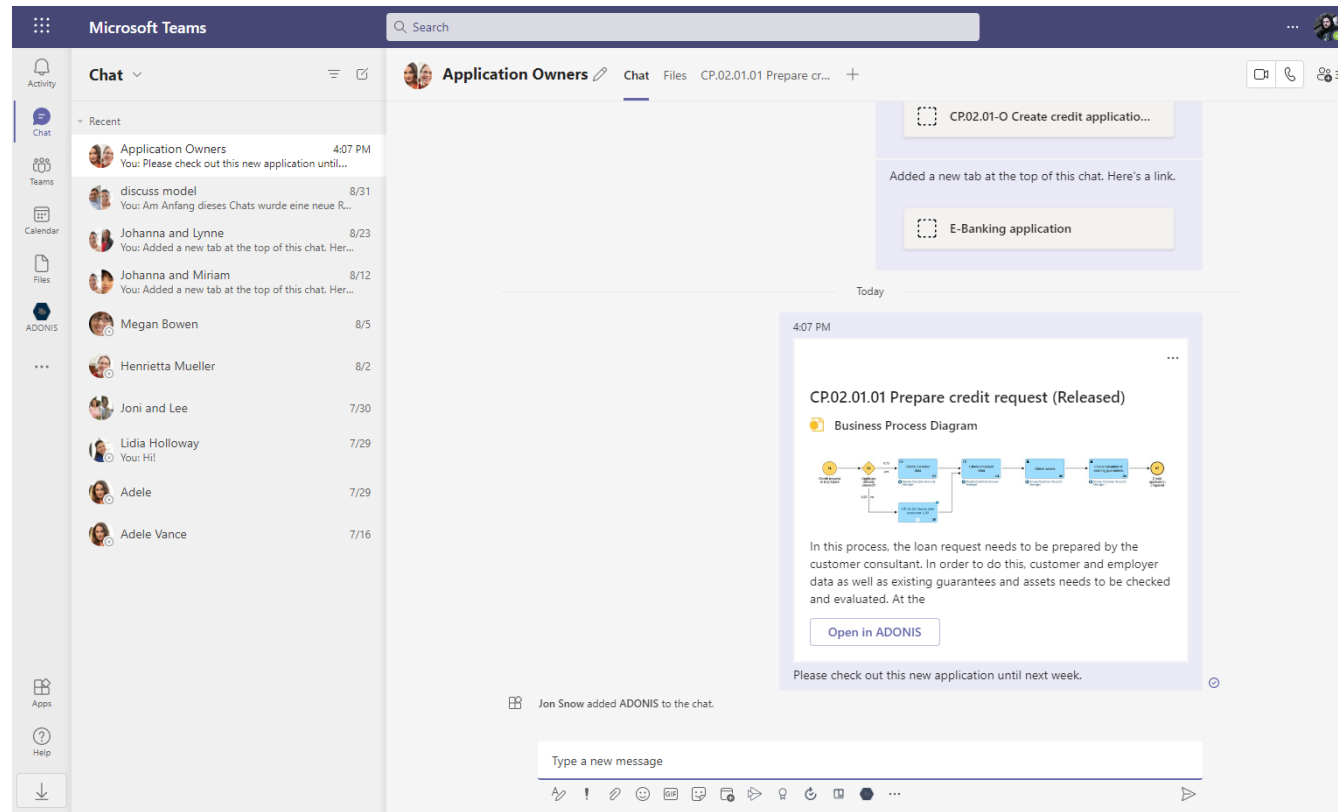 Microsoft Teams
Search
Activity
Chat
Teams
Calendar
Files
ADONIS
Apps
Help
Chat
Recent
Application Owners 4:07 PM
You: Please check out this new application until...
discuss model 8/31
You: Am Anfang dieses Chats wurde eine neue R...
Johanna and Lynne 8/23
You: Added a new tab at the top of this chat. Her...
Johanna and Miriam 8/12
You: Added a new tab at the top of this chat. Her...
Megan Bowen 8/5
Henrietta Mueller 8/2
Joni and Lee 7/30
Lidia Holloway 7/29
You: Hi!
Adele 7/29
Adele Vance 7/16
Application Owners Chat Files CP.02.01.01 Prepare cr...
CP.02.01-O Create credit applicatio...
Added a new tab at the top of this chat. Here's a link.
E-Banking application
Today
4:07 PM
CP.02.01.01 Prepare credit request (Released)
Business Process Diagram
In this process, the loan request needs to be prepared by the
customer consultant. In order to do this, customer and employer
data as well as existing guarantees and assets needs to be checked
and evaluated. At the
Open in ADONIS
Please check out this new application until next week.
Jon Snow added ADONIS to the chat.
Type a new message
GIF